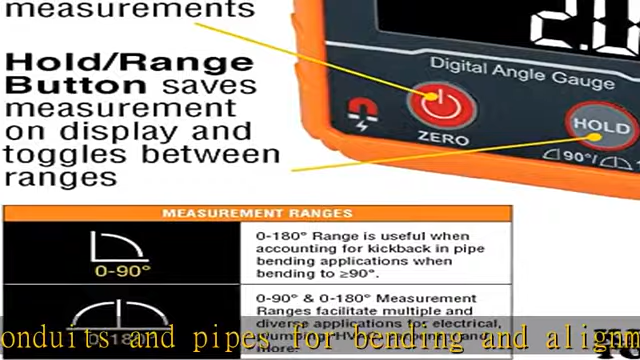 measurements
Hold/Range
Button saves
measurement
on display and
toggles between
ranges
Digital Angle Gauge
ZERO
HOLD
MEASUREMENT RANGES
0-90°
0-180° Range is useful when
accounting for kickback in pipe
bending applications when
bending to ≥90°.
0-90° & 0-180° Measurement
Ranges facilitate multiple and
diverse applications for electrical,
more.
and pipes, for bending and